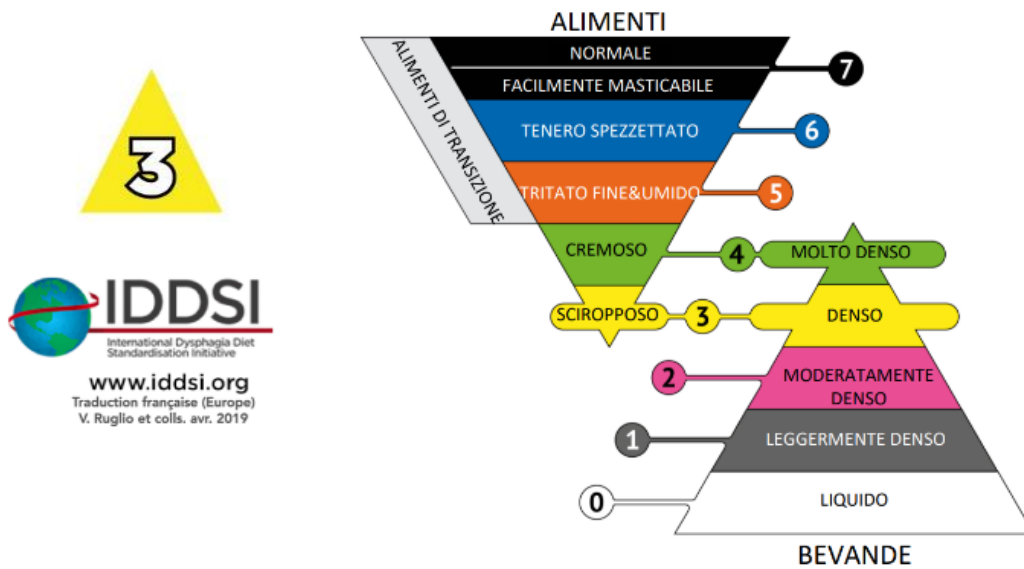 3
IDDSI
International Dysphagia Diet
Standardisation Initiative
www.iddsi.org
Traduction française (Europe)
V. Ruglio et colls. avr. 2019
ALIMENTI
ALIMENTI DI TRANSIZIONE
NORMALE
FACILMENTE MASTICABILE
7
TENERO SPEZZETTATO
6
TRITATO FINE&UMIDO
5
CREMOSO
4
MOLTO DENSO
SCIROPPOSO
3
DENSO
2
MODERATAMENTE
DENSO
1
LEGGERMENTE DENSO
0
LIQUIDO
BEVANDE